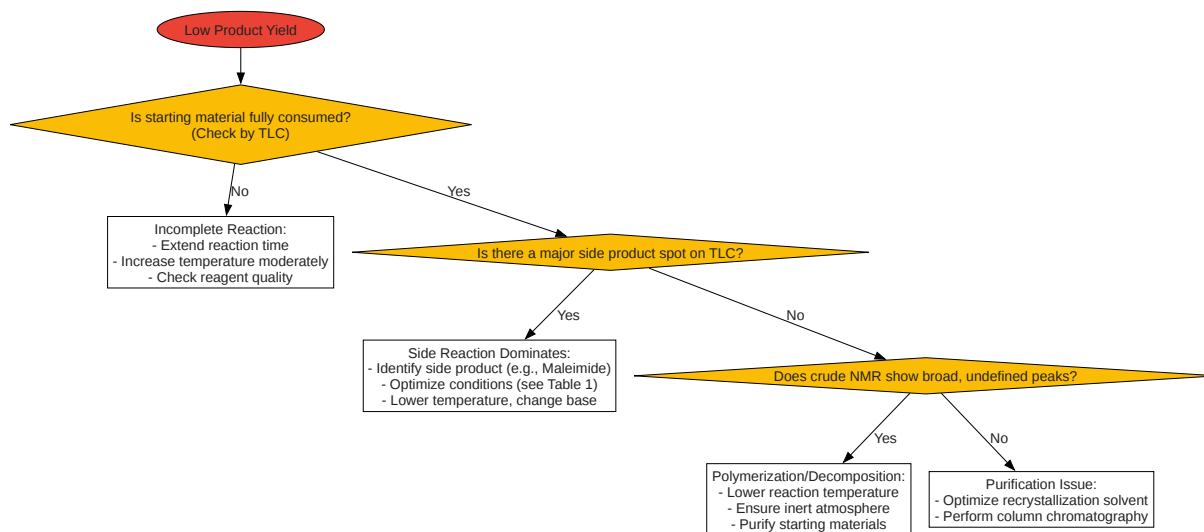 Low Product Yield
Is starting material fully consumed?
(Check by TLC)
No
Yes
Incomplete Reaction:
- Extend reaction time
- Increase temperature moderately
- Check reagent quality
Is there a major side product spot on TLC?
Yes
No
Side Reaction Dominates:
- Identify side product (e.g., Maleimide)
- Optimize conditions (see Table 1)
- Lower temperature, change base
Does crude NMR show broad, undefined peaks?
Yes
No
Polymerization/Decomposition:
- Lower reaction temperature
- Ensure inert atmosphere
- Purify starting materials
Purification Issue:
- Optimize recrystallization solvent
- Perform column chromatography